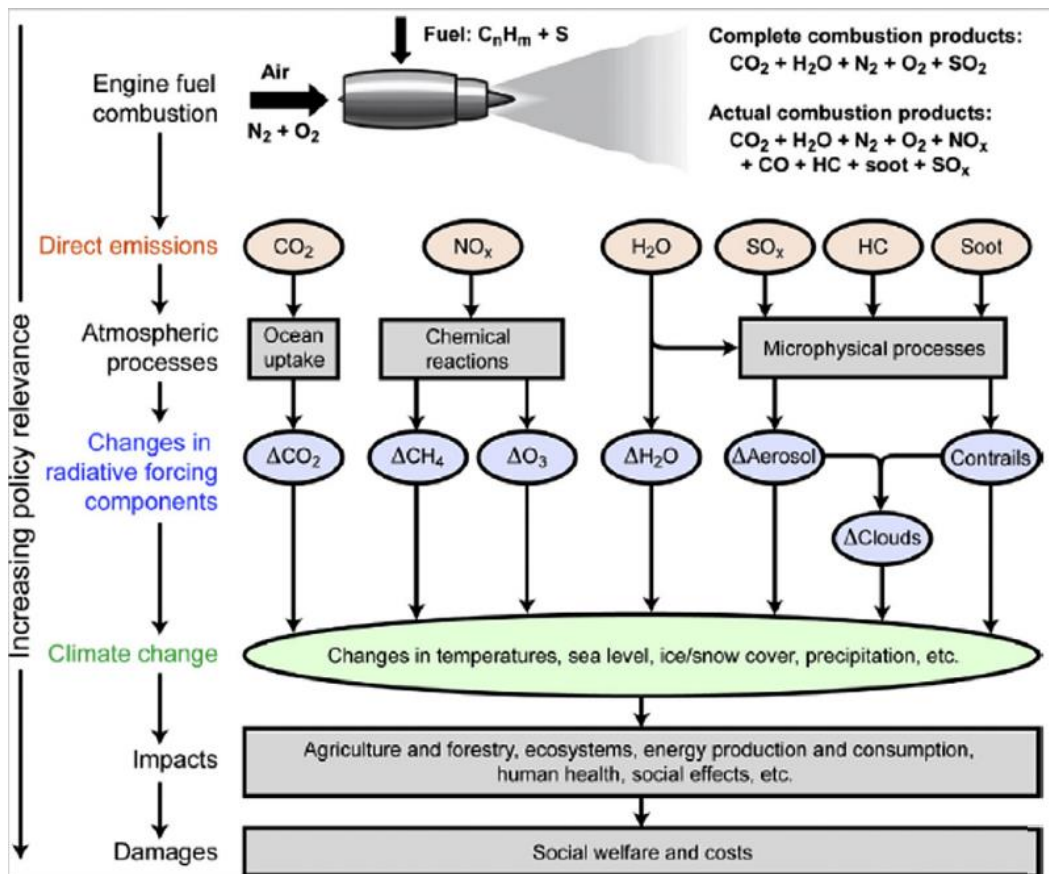 Increasing policy relevance
Engine fuel
combustion
Air
N₂ + O₂
Fuel: CₙHₘ + S
Complete combustion products:
CO₂ + H₂O + N₂ + O₂ + SO₂
Actual combustion products:
CO₂ + H₂O + N₂ + O₂ + NOₓ
+ CO + HC + soot + SOₓ
Direct emissions
CO₂
NOₓ
H₂O
SOₓ
HC
Soot
Atmospheric
processes
Ocean
uptake
Chemical
reactions
Microphysical processes
Changes in
radiative forcing
components
ΔCO₂
ΔCH₄
ΔO₃
ΔH₂O
ΔAerosol
Contrails
ΔClouds
Climate change
Changes in temperatures, sea level, ice/snow cover, precipitation, etc.
Impacts
Agriculture and forestry, ecosystems, energy production and consumption,
human health, social effects, etc.
Damages
Social welfare and costs